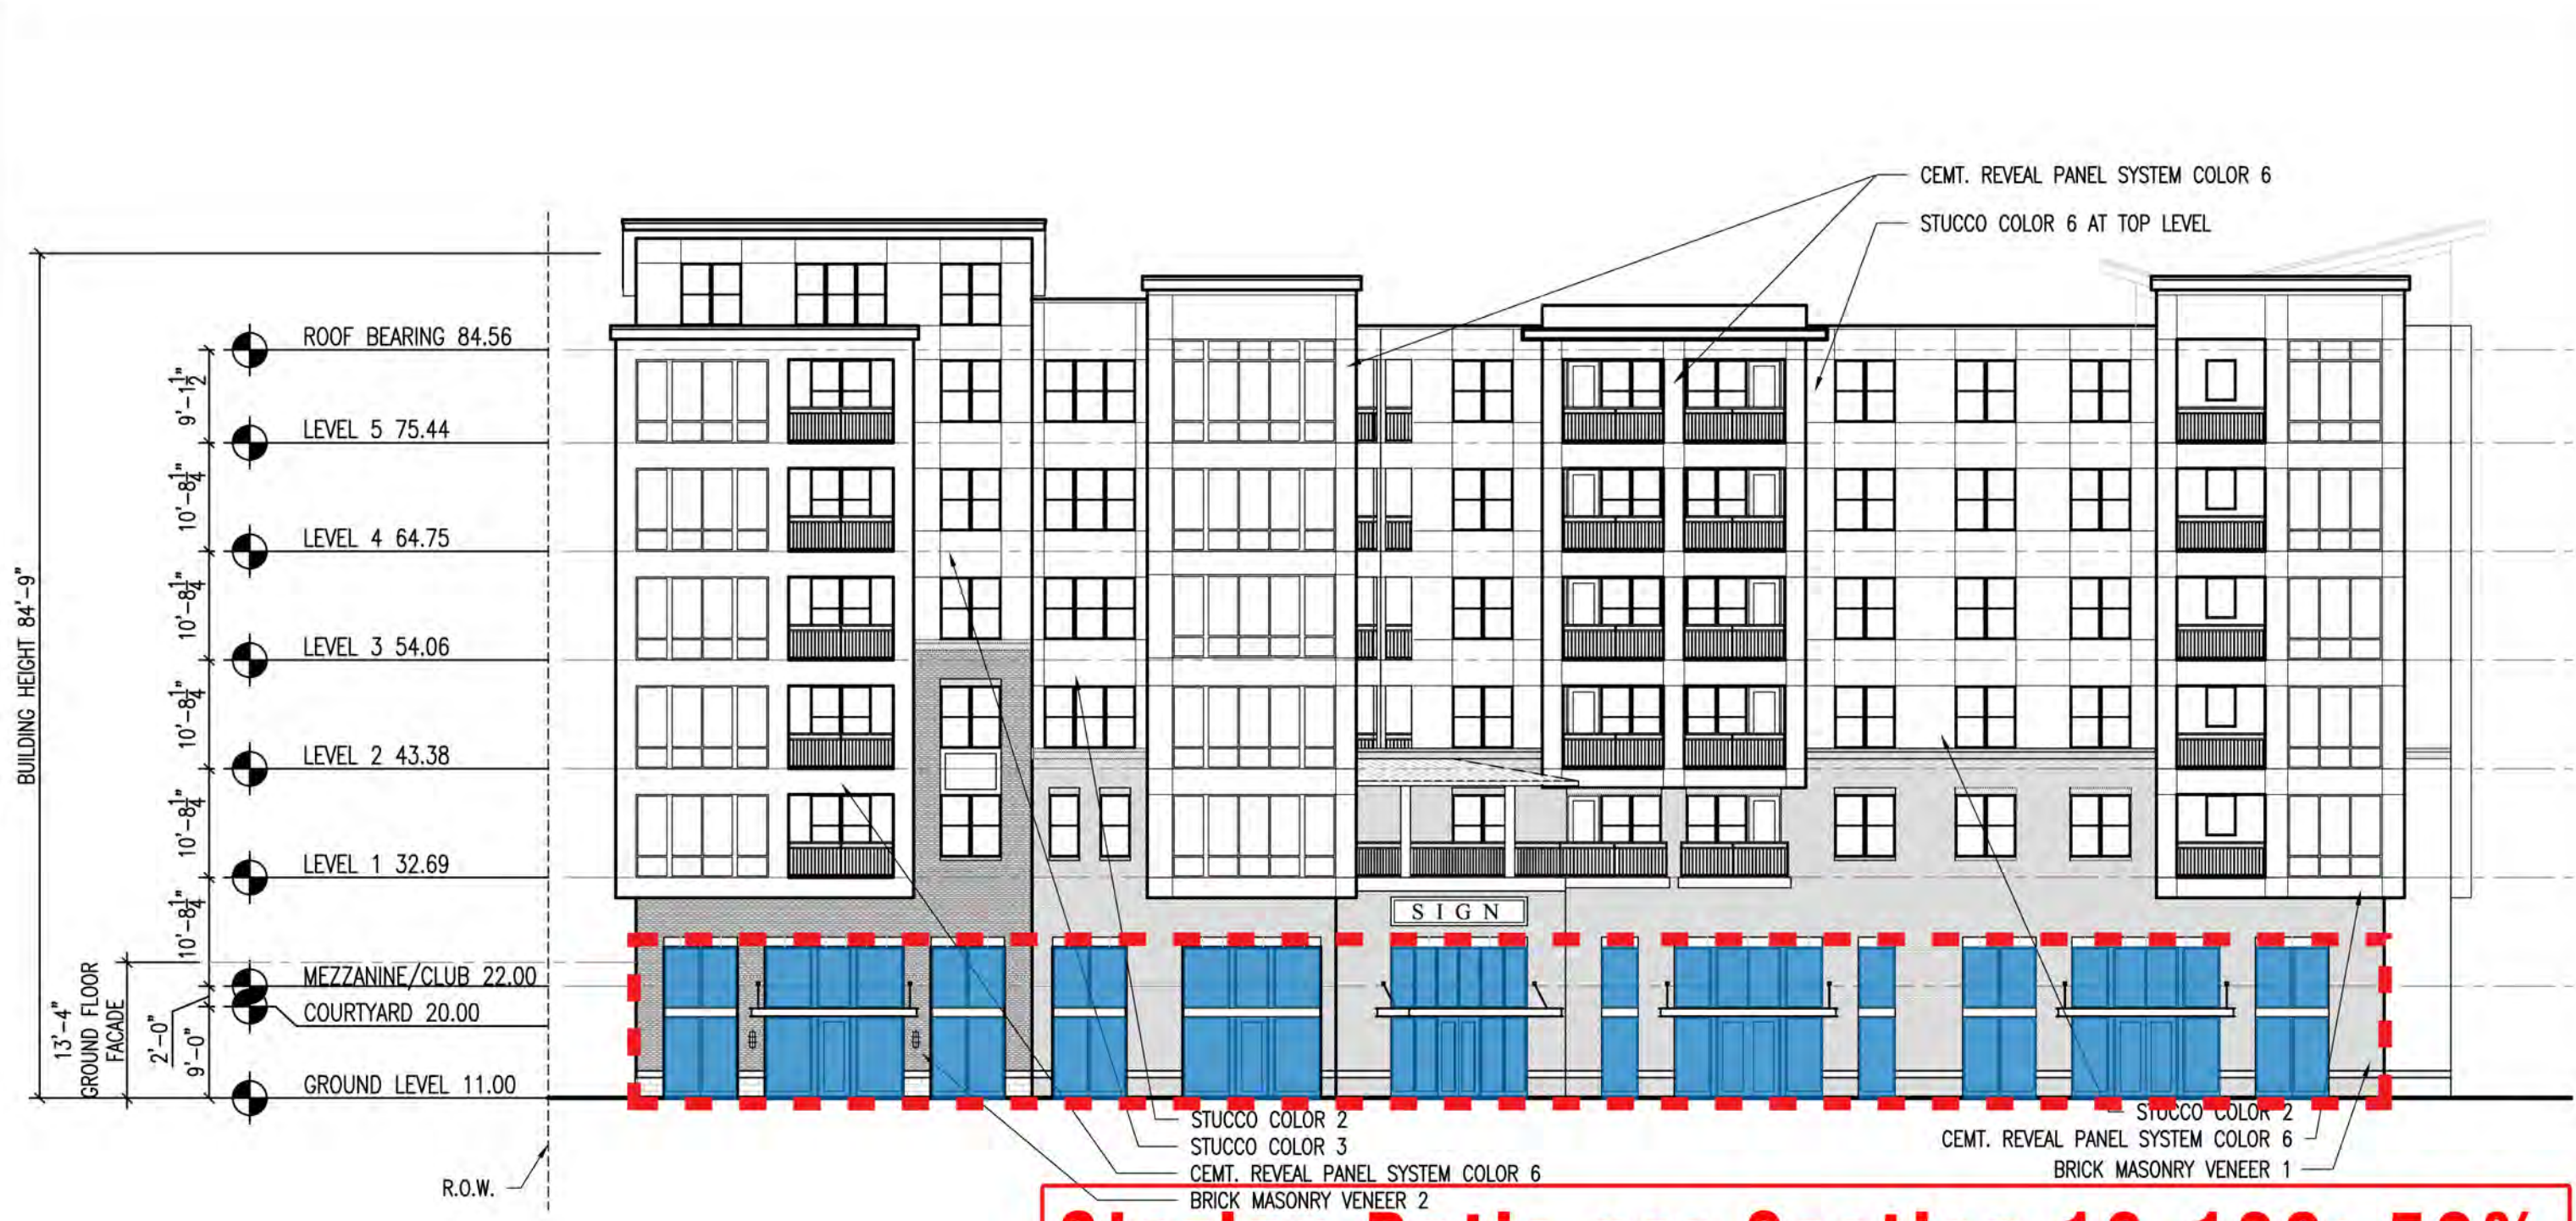 CEMT. REVEAL PANEL SYSTEM COLOR 6
STUCCO COLOR 6 AT TOP LEVEL
BUILDING HEIGHT 84'-9"
ROOF BEARING 84.56
9'-1½"
LEVEL 5 75.44
10'-8¼"
LEVEL 4 64.75
10'-8¼"
LEVEL 3 54.06
10'-8¼"
LEVEL 2 43.38
10'-8¼"
LEVEL 1 32.69
10'-8¼"
MEZZANINE/CLUB 22.00
COURTYARD 20.00
2'-0"
9'-0"
13'-4"
GROUND FLOOR
FACADE
GROUND LEVEL 11.00
R.O.W.
SIGN
STUCCO COLOR 2
STUCCO COLOR 3
CEMT. REVEAL PANEL SYSTEM COLOR 6
BRICK MASONRY VENEER 2
STUCCO COLOR 2
CEMT. REVEAL PANEL SYSTEM COLOR 6
BRICK MASONRY VENEER 1